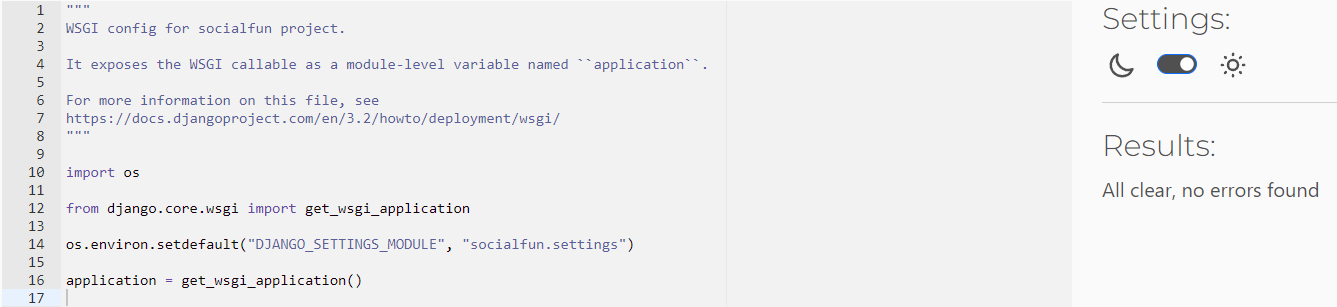 1 """
2 WSGI config for socialfun project.
3
4 It exposes the WSGI callable as a module-level variable named ``application``.
5
6 For more information on this file, see
7 https://docs.djangoproject.com/en/3.2/howto/deployment/wsgi/
8 """
9
10 import os
11
12 from django.core.wsgi import get_wsgi_application
13
14 os.environ.setdefault("DJANGO_SETTINGS_MODULE", "socialfun.settings")
15
16 application = get_wsgi_application()
17
Settings:
Results:
All clear, no errors found